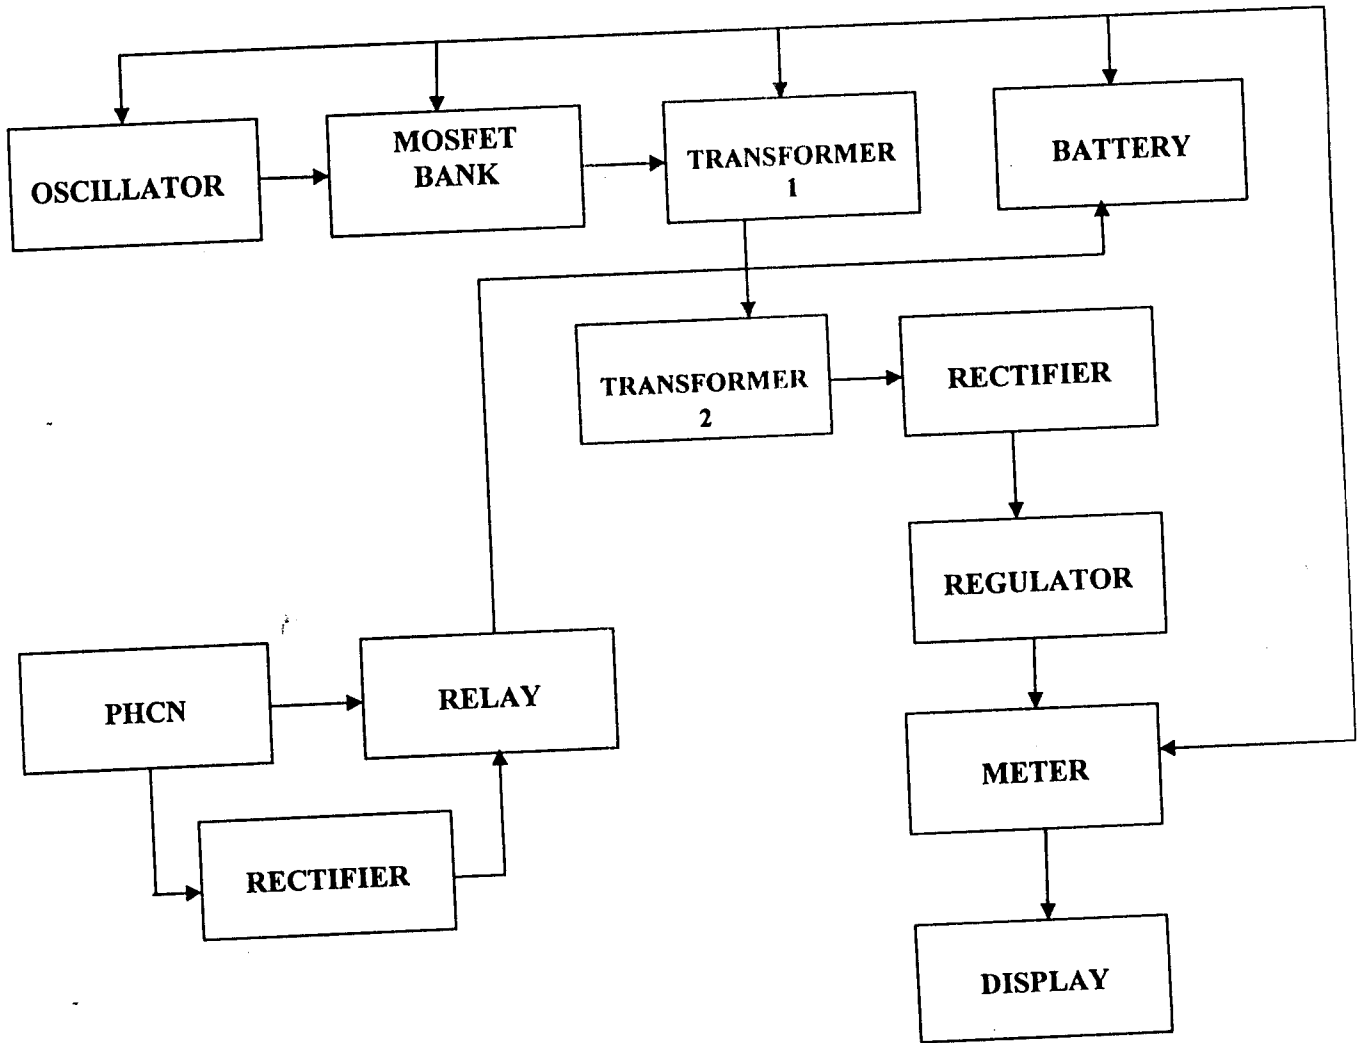 OSCILLATOR
MOSFET
BANK
TRANSFORMER
1
BATTERY
TRANSFORMER
2
RECTIFIER
REGULATOR
PHCN
RELAY
METER
RECTIFIER
DISPLAY